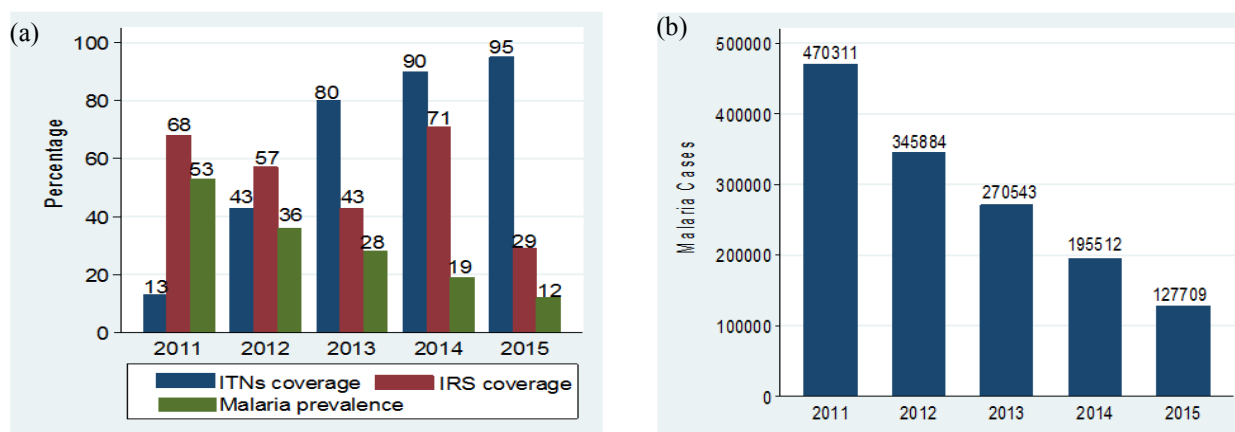 (a)
100
80
60
40
20
0
Percentage
13 68 53
43 57 36
80 43 28
90 71 19
95 29 12
2011 2012 2013 2014 2015
ITNs coverage IRS coverage
Malaria prevalence
(b)
500000
400000
300000
200000
100000
0
Malaria Cases
470311
345884
270543
195512
127709
2011 2012 2013 2014 2015